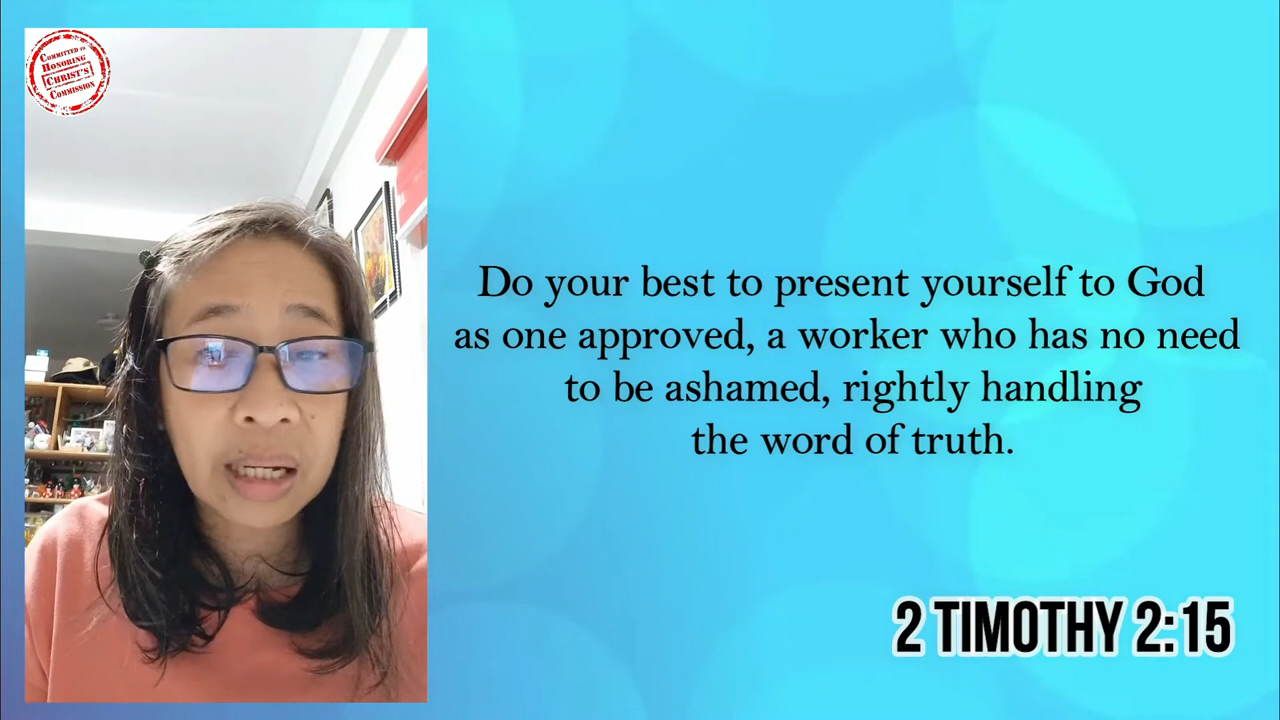 COMMITTED TO
HONORING
CHRIST'S
COMMISSION
Do your best to present yourself to God
as one approved, a worker who has no need
to be ashamed, rightly handling
the word of truth.
2 TIMOTHY 2:15